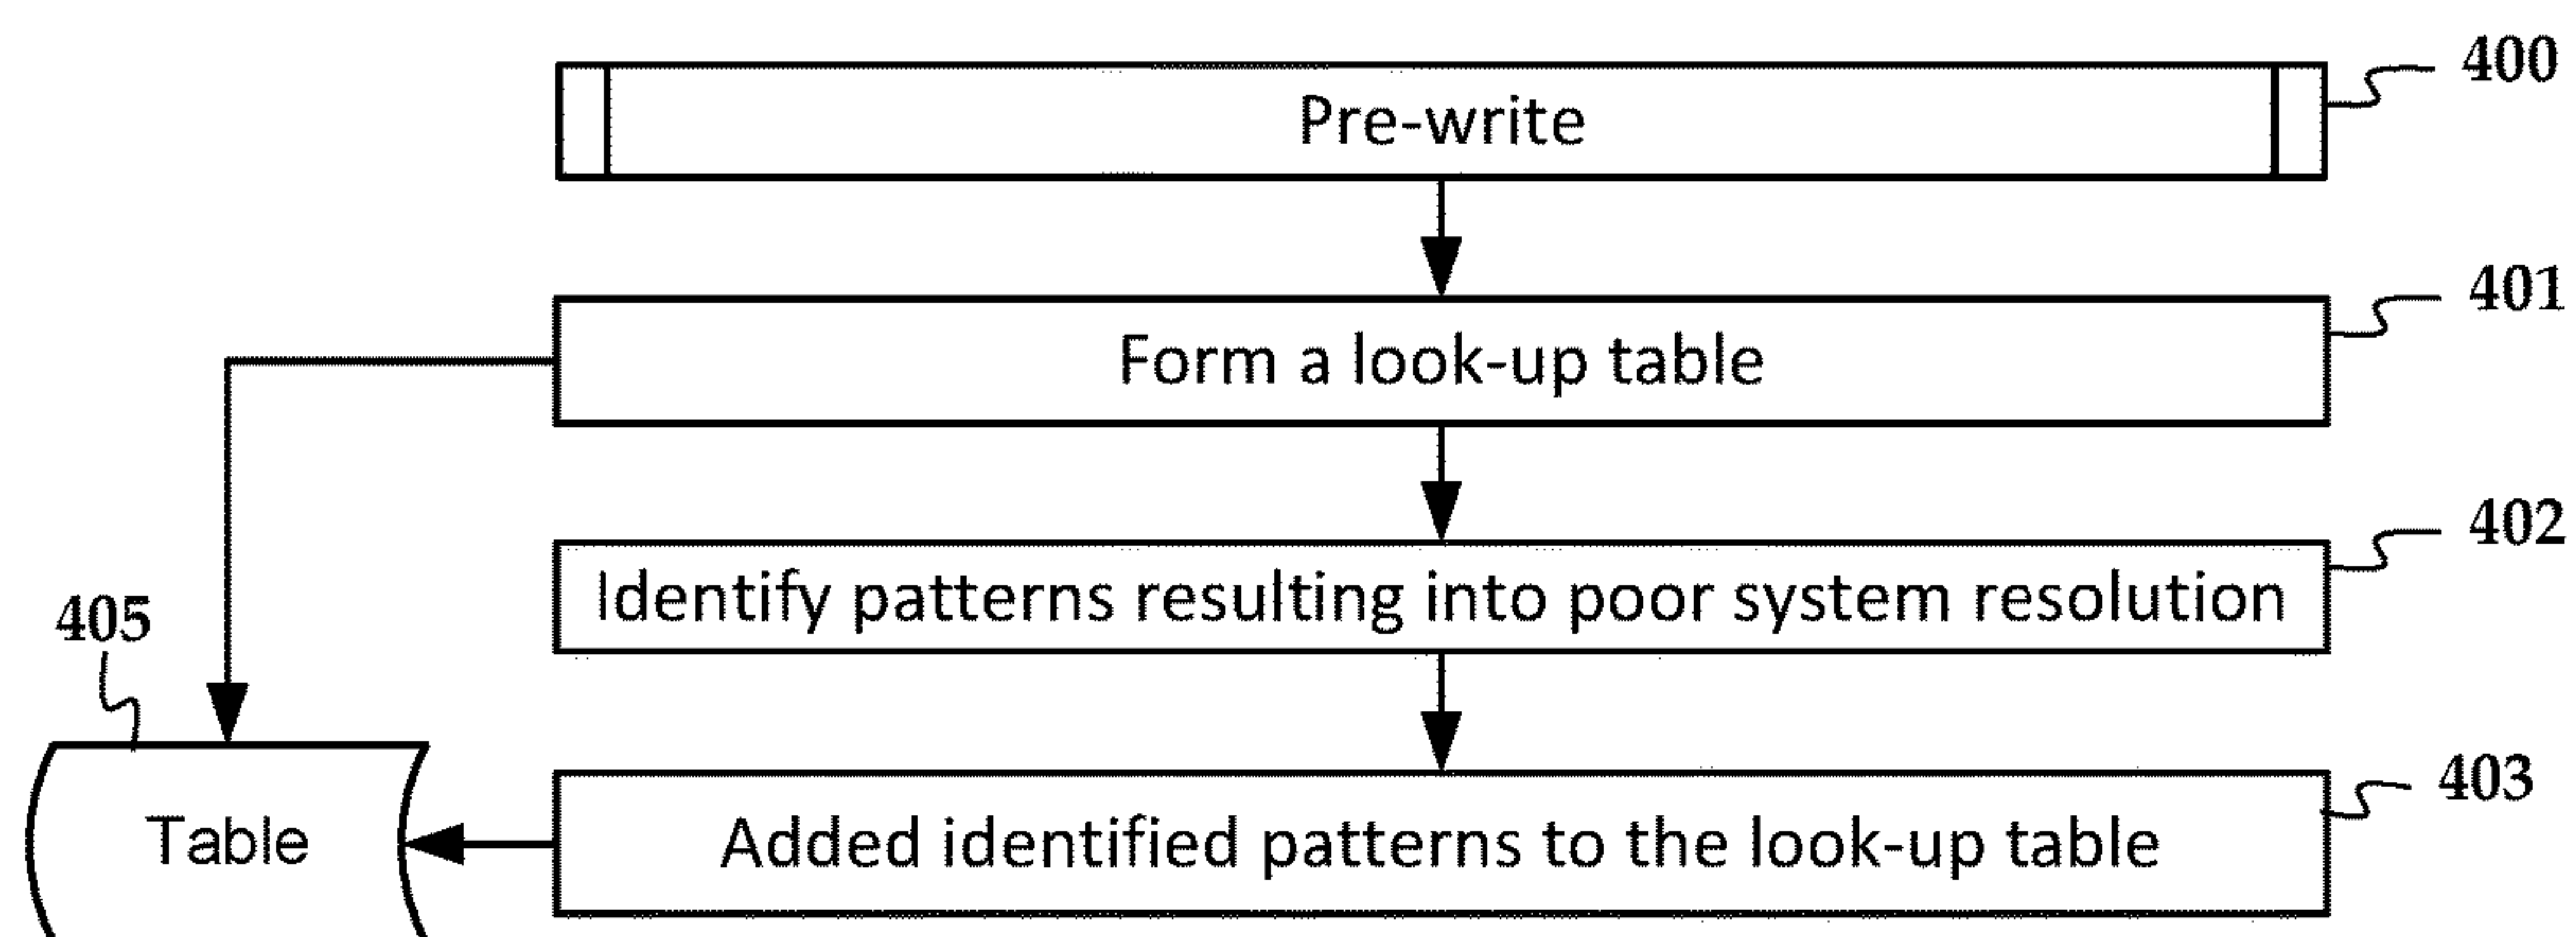 Pre-write
400
Form a look-up table
401
Identify patterns resulting into poor system resolution
402
405
Table
Added identified patterns to the look-up table
403